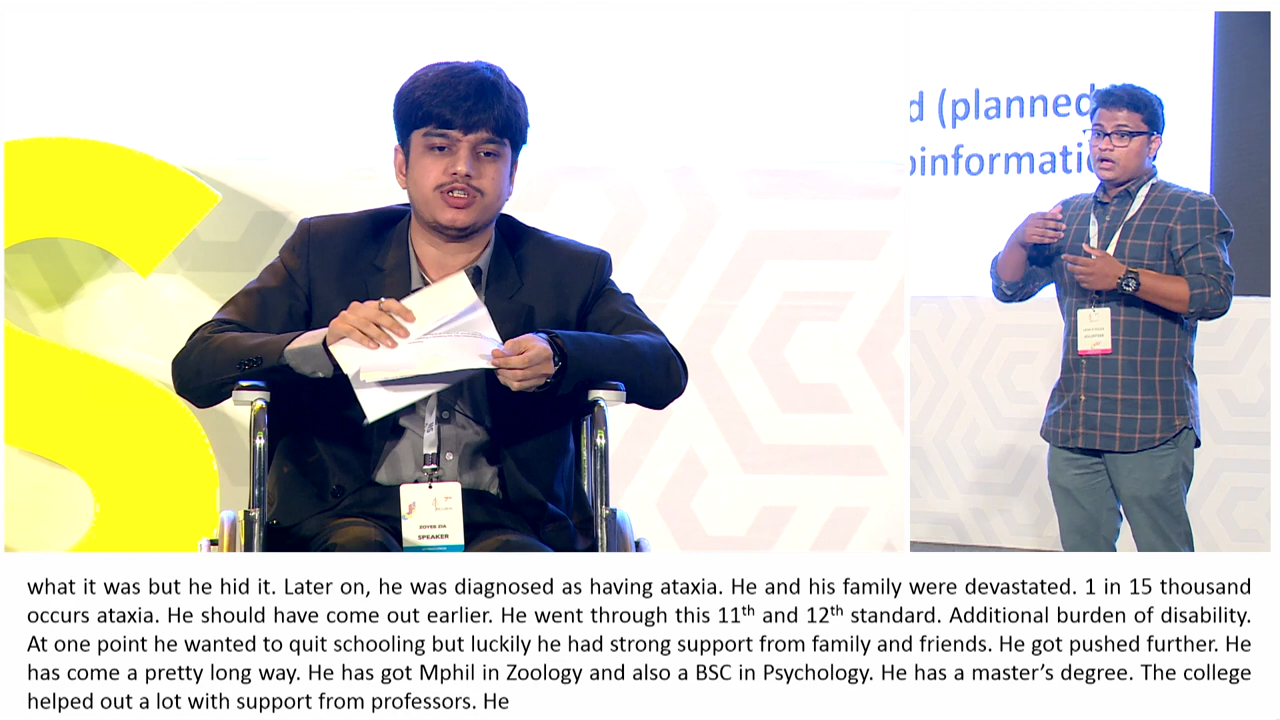 d (planned
oinformatic
ZOYEB ZIA
SPEAKER
VOLUNTEER
what it was but he hid it. Later on, he was diagnosed as having ataxia. He and his family were devastated. 1 in 15 thousand
occurs ataxia. He should have come out earlier. He went through this 11th and 12th standard. Additional burden of disability.
At one point he wanted to quit schooling but luckily he had strong support from family and friends. He got pushed further. He
has come a pretty long way. He has got Mphil in Zoology and also a BSC in Psychology. He has a master’s degree. The college
helped out a lot with support from professors. He